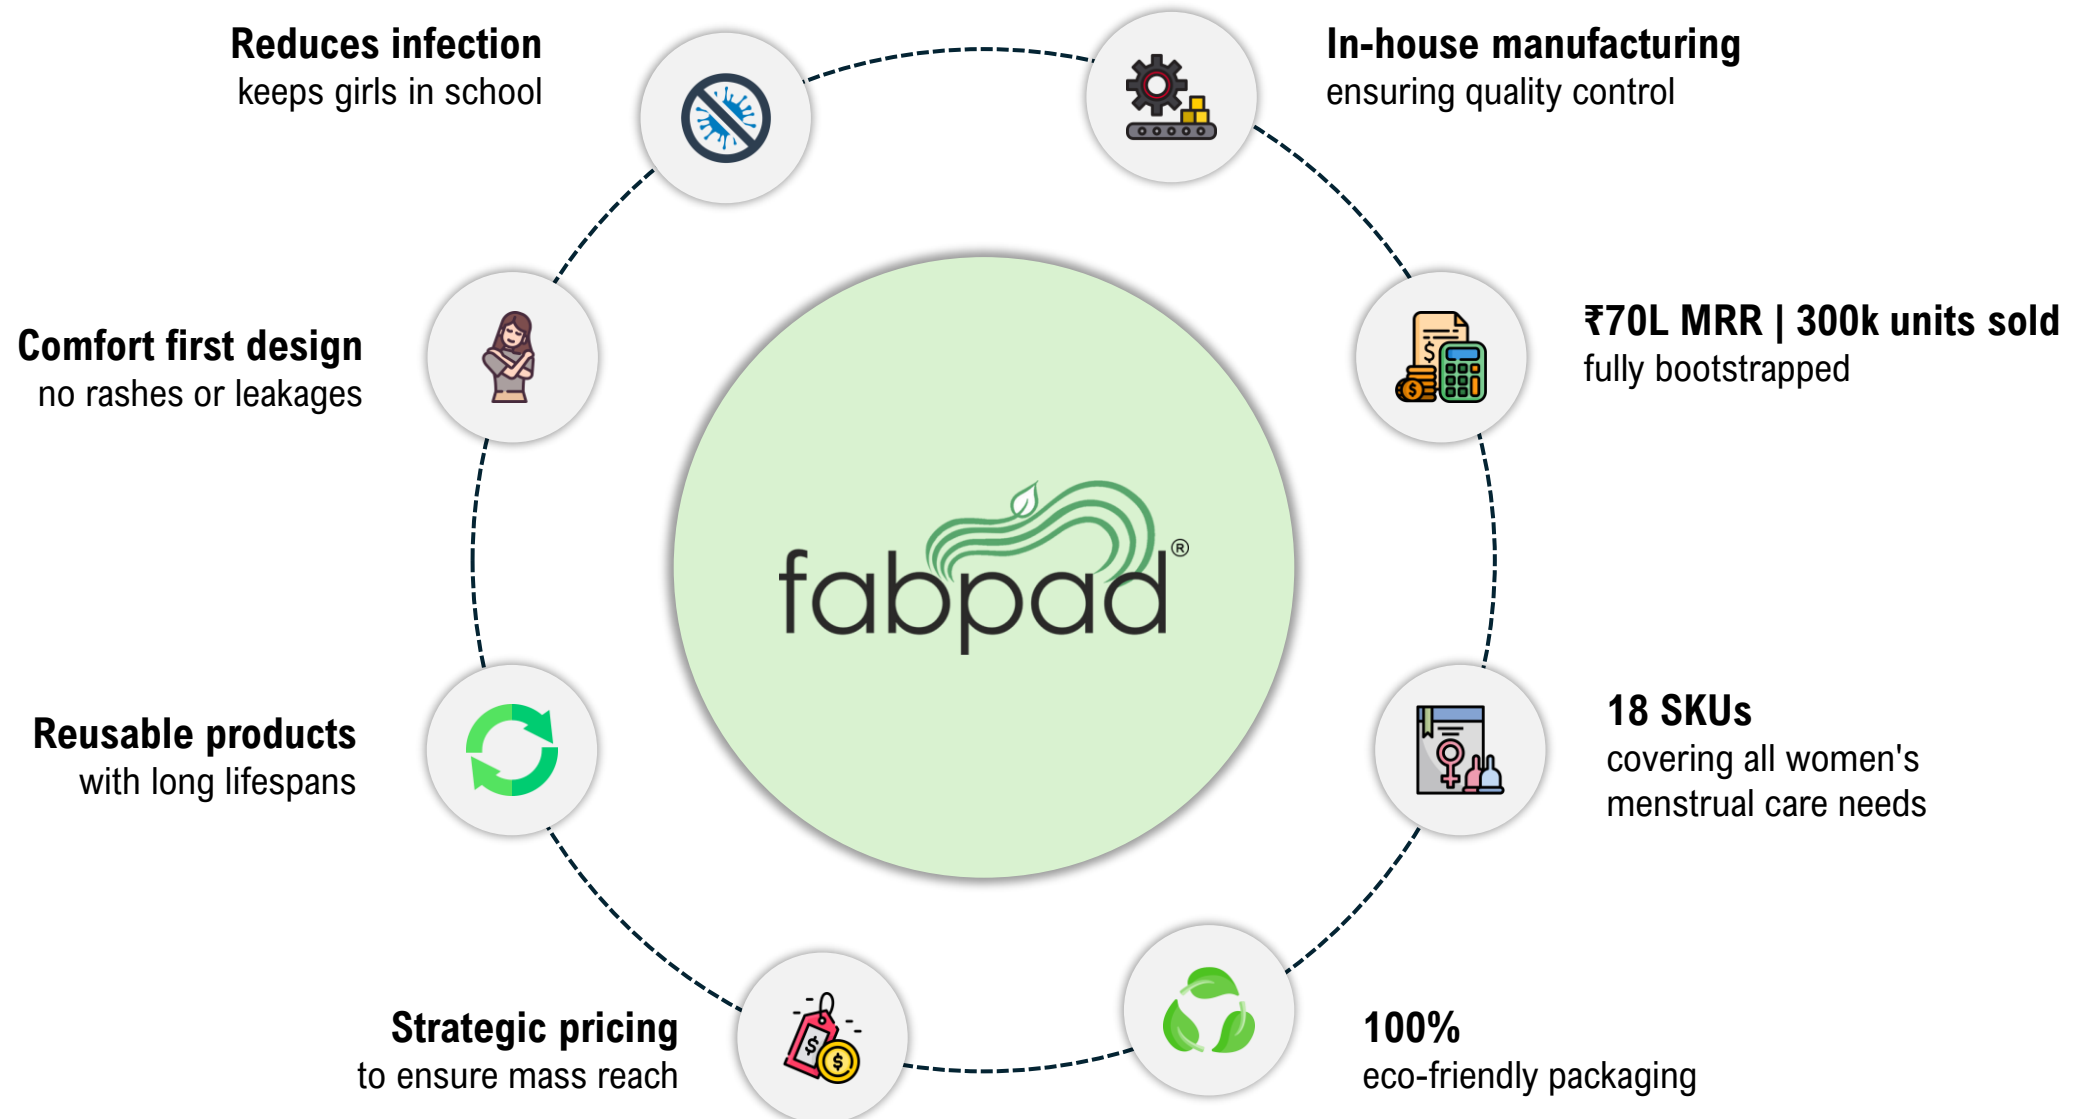 Reduces infection
keeps girls in school
In-house manufacturing
ensuring quality control
Comfort first design
no rashes or leakages
₹70L MRR | 300k units sold
fully bootstrapped
fabpad®
Reusable products
with long lifespans
18 SKUs
covering all women's
menstrual care needs
Strategic pricing
to ensure mass reach
100%
eco-friendly packaging